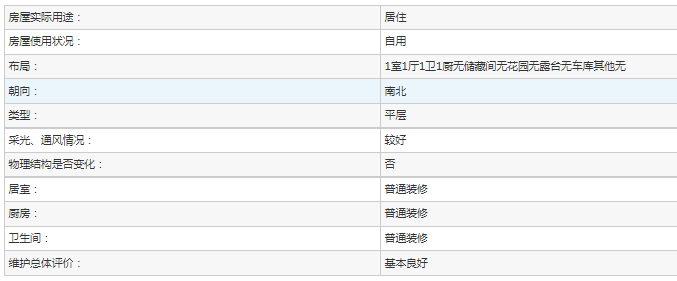 房屋实际用途：
居住
房屋使用状况：
自用
布局：
1室1厅1卫1厨无储藏间无花园无露台无车库其他无
朝向：
南北
类型：
平层
采光、通风情况：
较好
物理结构是否变化：
否
居室：
普通装修
厨房：
普通装修
卫生间：
普通装修
维护总体评价：
基本良好